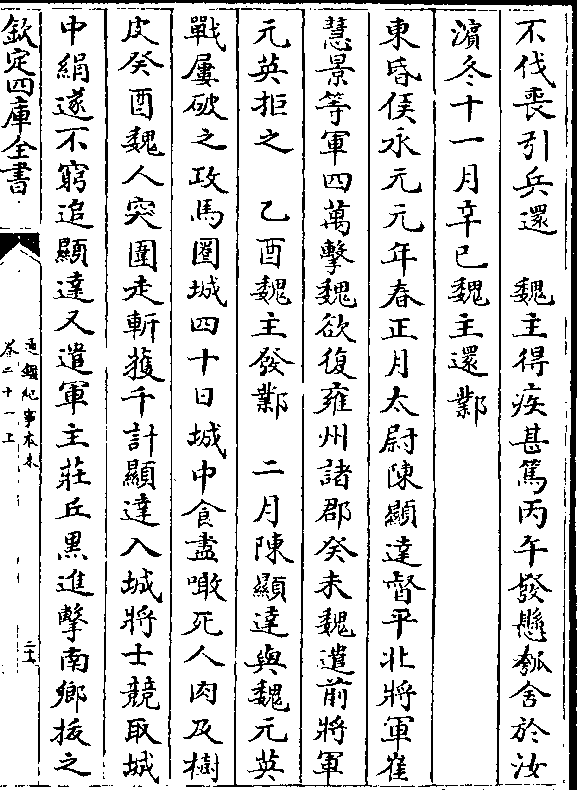 不伐喪引兵還　魏主得疾甚篤丙午發懸瓠舍於汝
濵冬十一月辛巳魏主還鄴
東昏侯永元元年春正月太尉陳顯達督平北將軍崔
慧景等軍四萬擊魏欲復雍州諸郡癸未魏遣前將軍
元英拒之　乙酉魏主發鄴　二月陳顯達與魏元英
戰屢破之攻馬圈城四十日城中食盡噉死人肉及樹
皮癸酉魏人突圍走斬獲千計顯達入城將士競取城
中絹遂不窮追顯達又遣軍主莊丘黑進擊南鄉拔之
欽定四庫全書
通鑑紀事本末
卷二十一上